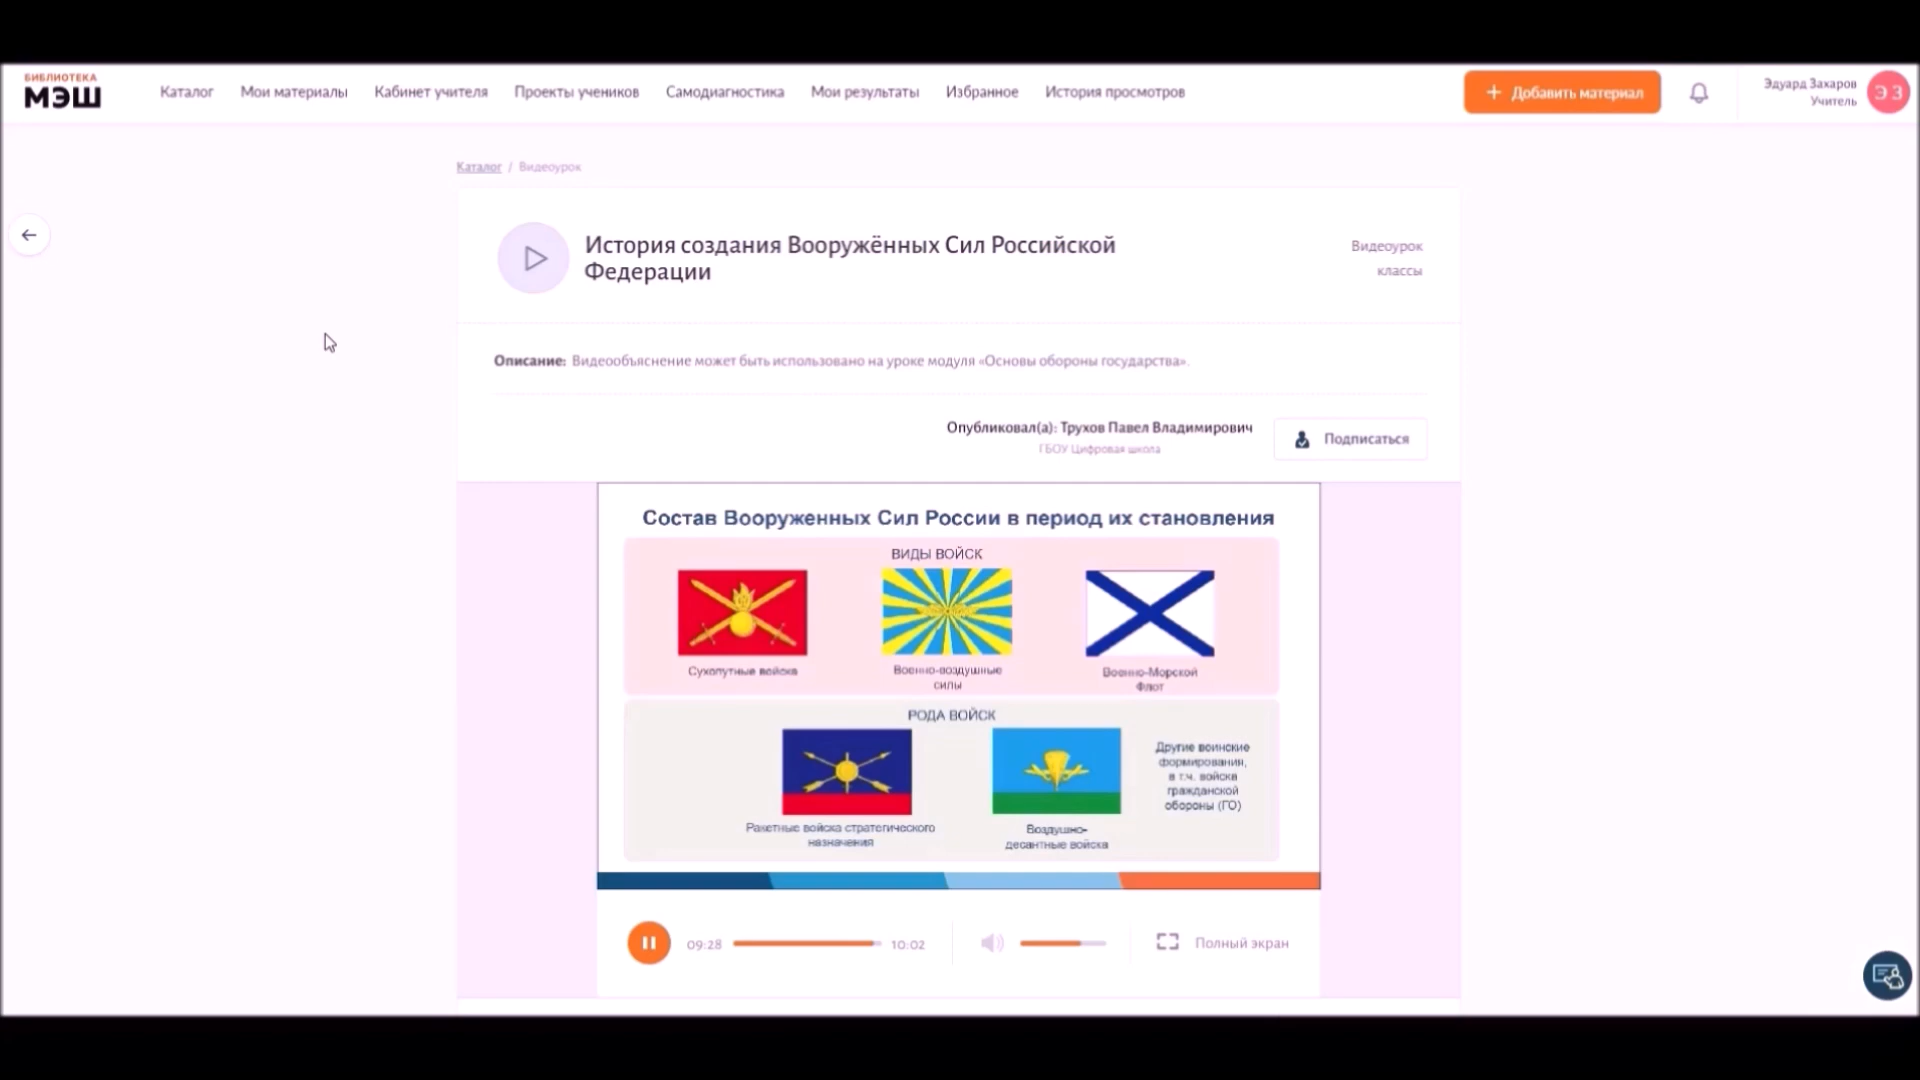 БИБЛИОТЕКА
МЭШ
Каталог Мои материалы Кабинет учителя Проекты учеников Самодиагностика Мои результаты Избранное История просмотров
+ Добавить материал
Эдуард Захаров
Учитель
Э З
Каталог / Видеоурок
История создания Вооружённых Сил Российской
Федерации
Видеоурок
классы
Описание: Видеообъяснение может быть использовано на уроке модуля «Основы обороны государства».
Опубликовал(а): Трухов Павел Владимирович
ГБОУ Цифровая школа
Подписаться
Состав Вооруженных Сил России в период их становления
ВИДЫ ВОЙСК
Сухопутные войска
Военно-воздушные
силы
Военно-Морской
Флот
РОДА ВОЙСК
Ракетные войска стратегического
назначения
Воздушно-
десантные войска
Другие воинские
формирования,
в т.ч. войска
гражданской
обороны (ГО)
09:28
10:02
Полный экран